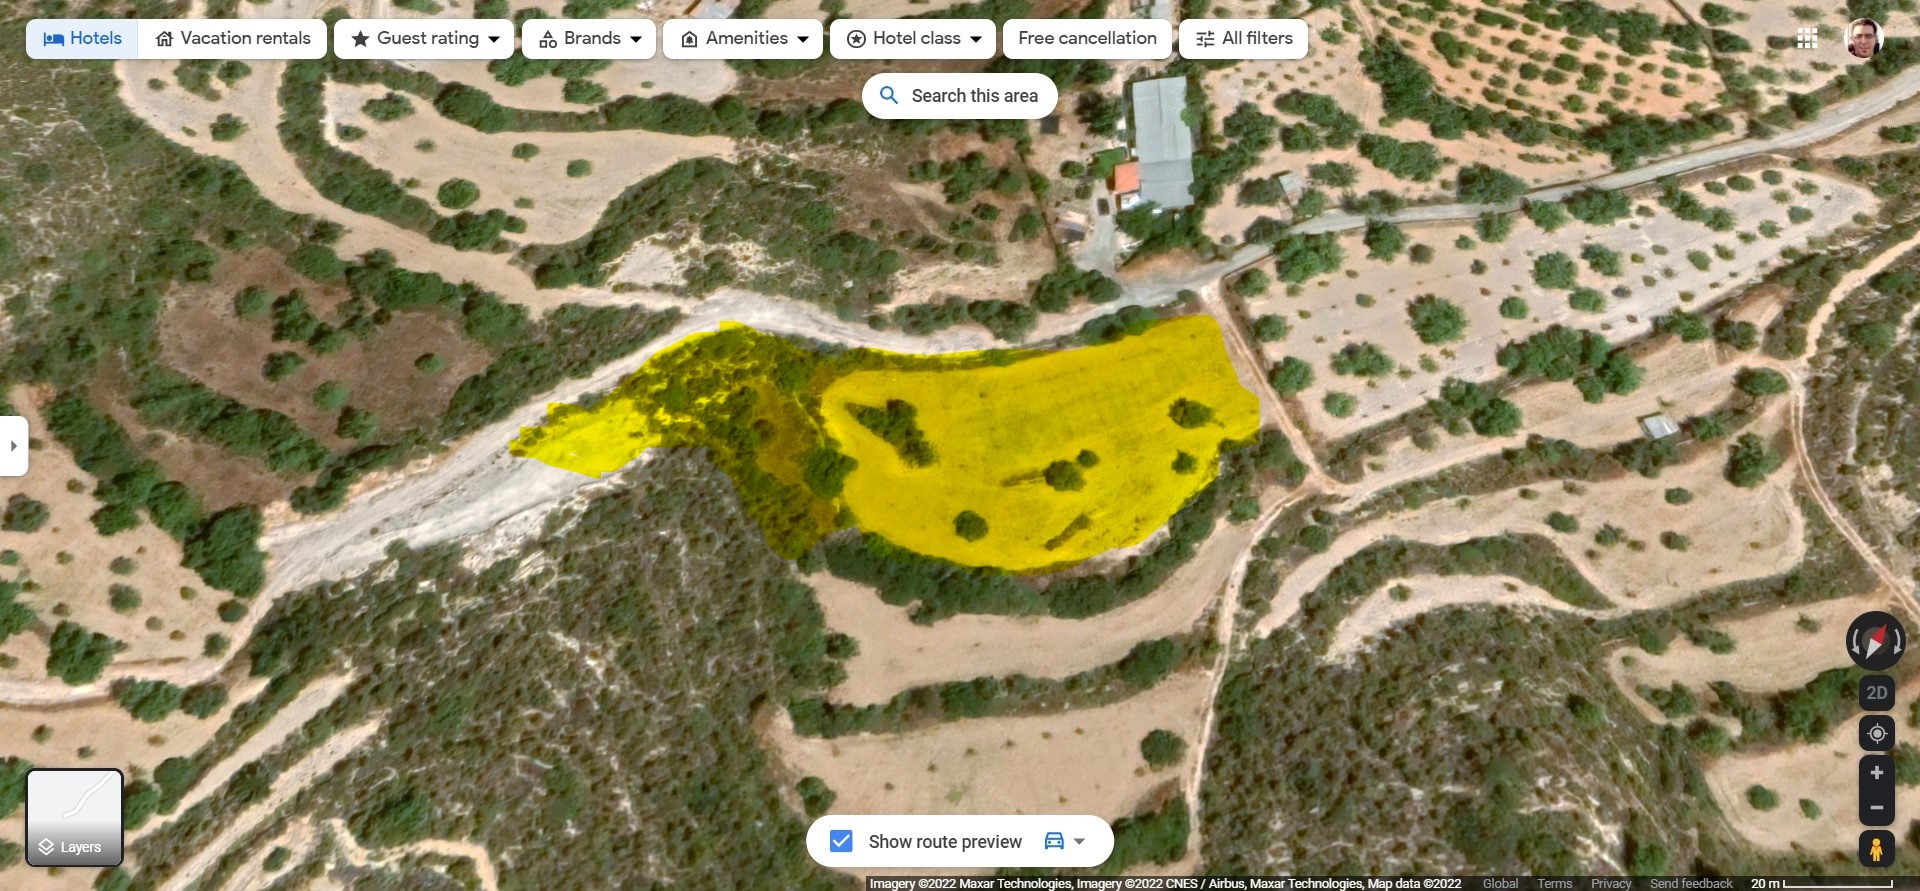 Hotels
Vacation rentals
Guest rating
Brands
Amenities
Hotel class
Free cancellation
All filters
Search this area
2D
Layers
Show route preview
Imagery ©2022 Maxar Technologies, Imagery ©2022 CNES / Airbus, Maxar Technologies, Map data ©2022 Global Terms Privacy Send feedback 20 m